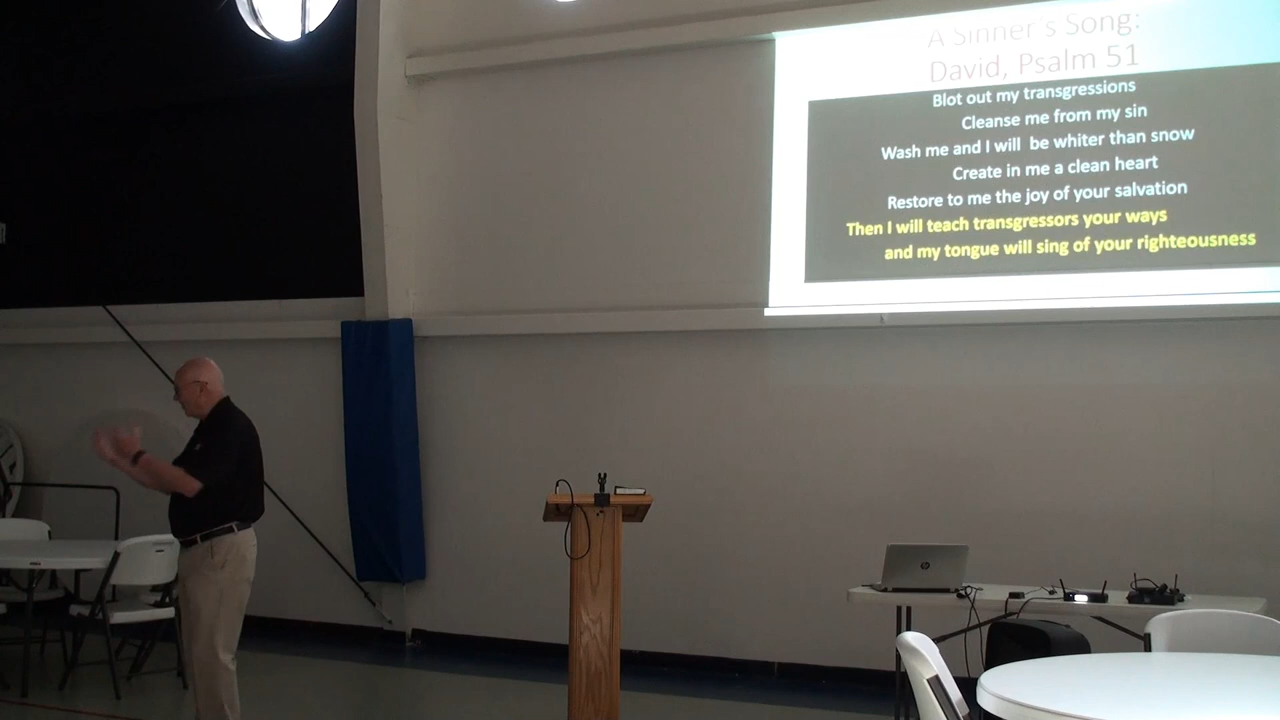 A Sinner's Song:
David, Psalm 51
Blot out my transgressions
Cleanse me from my sin
Wash me and I will be whiter than snow
Create in me a clean heart
Restore to me the joy of your salvation
Then I will teach transgressors your ways
and my tongue will sing of your righteousness
hp